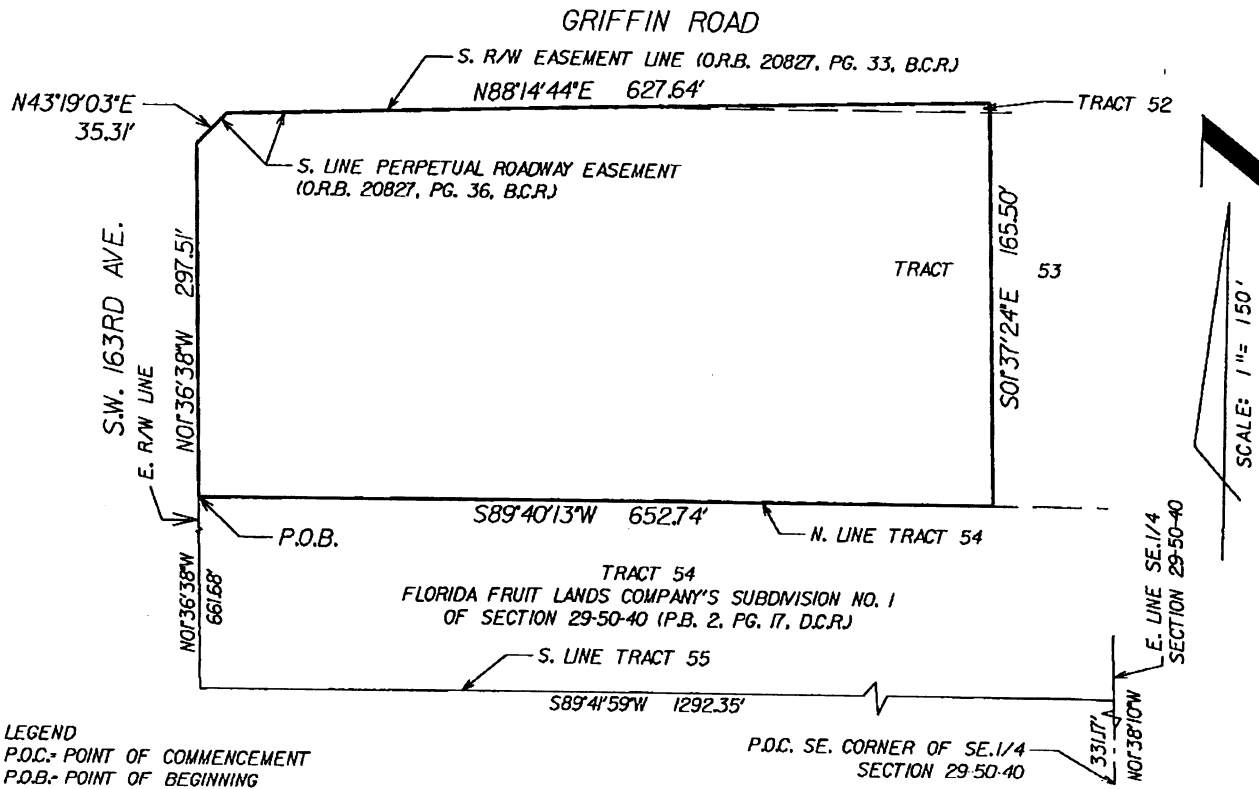 GRIFFIN ROAD
S. R/W EASEMENT LINE (O.R.B. 20827, PG. 33, B.C.R.)
N88°14'44"E 627.64'
N43°19'03"E
35.31'
TRACT 52
S. LINE PERPETUAL ROADWAY EASEMENT
(O.R.B. 20827, PG. 36, B.C.R.)
S.W. 163RD AVE.
E. R/W LINE
N01°36'38"W 297.51'
TRACT 53
S01°37'24"E 165.50'
SCALE: 1"= 150'
S89°40'13"W 652.74'
P.O.B.
N. LINE TRACT 54
N01°36'38"W
661.68'
TRACT 54
FLORIDA FRUIT LANDS COMPANY'S SUBDIVISION NO. 1
OF SECTION 29-50-40 (P.B. 2, PG. 17, D.C.R.)
E. LINE SE.1/4
SECTION 29-50-40
S. LINE TRACT 55
S89°41'59"W 1292.35'
331.17'
N01°38'10"W
P.O.C. SE. CORNER OF SE.1/4
SECTION 29-50-40
LEGEND
P.O.C.= POINT OF COMMENCEMENT
P.O.B.= POINT OF BEGINNING